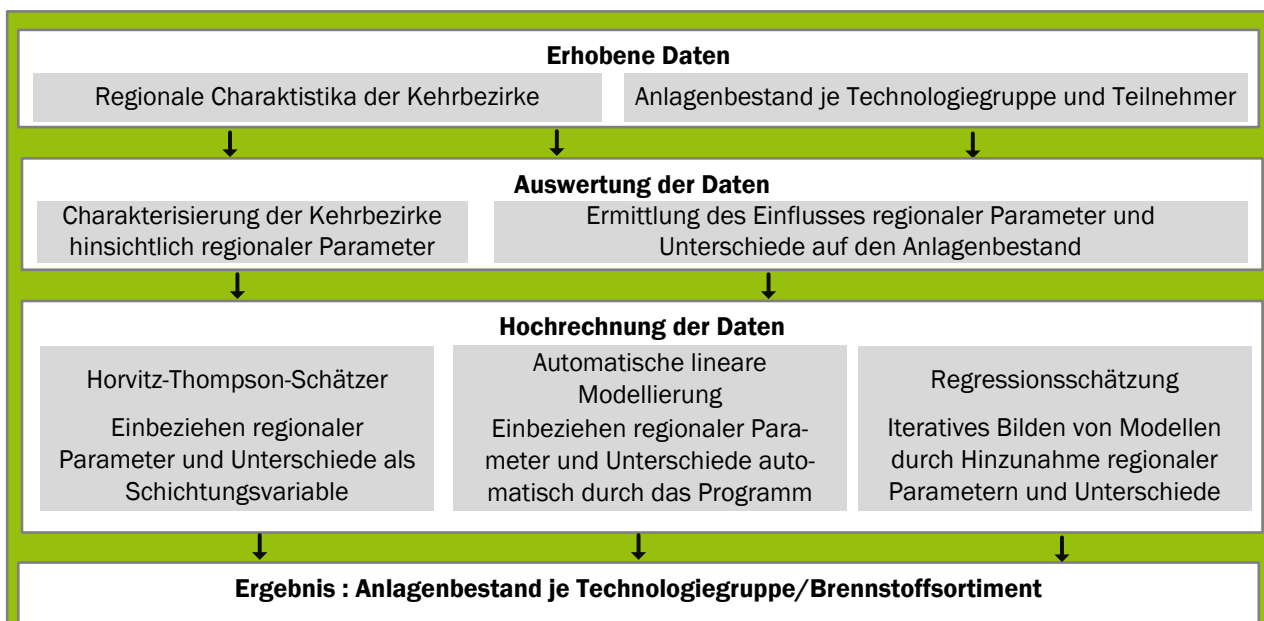 Erhobene Daten
Regionale Charaktistika der Kehrbezirke
Anlagenbestand je Technologiegruppe und Teilnehmer
Auswertung der Daten
Charakterisierung der Kehrbezirke
hinsichtlich regionaler Parameter
Ermittlung des Einflusses regionaler Parameter und
Unterschiede auf den Anlagenbestand
Hochrechnung der Daten
Horvitz-Thompson-Schätzer
Einbeziehen regionaler
Parameter und Unterschiede als
Schichtungsvariable
Automatische lineare
Modellierung
Einbeziehen regionaler Para-
meter und Unterschiede auto-
matisch durch das Programm
Regressionsschätzung
Iteratives Bilden von Modellen
durch Hinzunahme regionaler
Parametern und Unterschiede
Ergebnis : Anlagenbestand je Technologiegruppe/Brennstoffsortiment